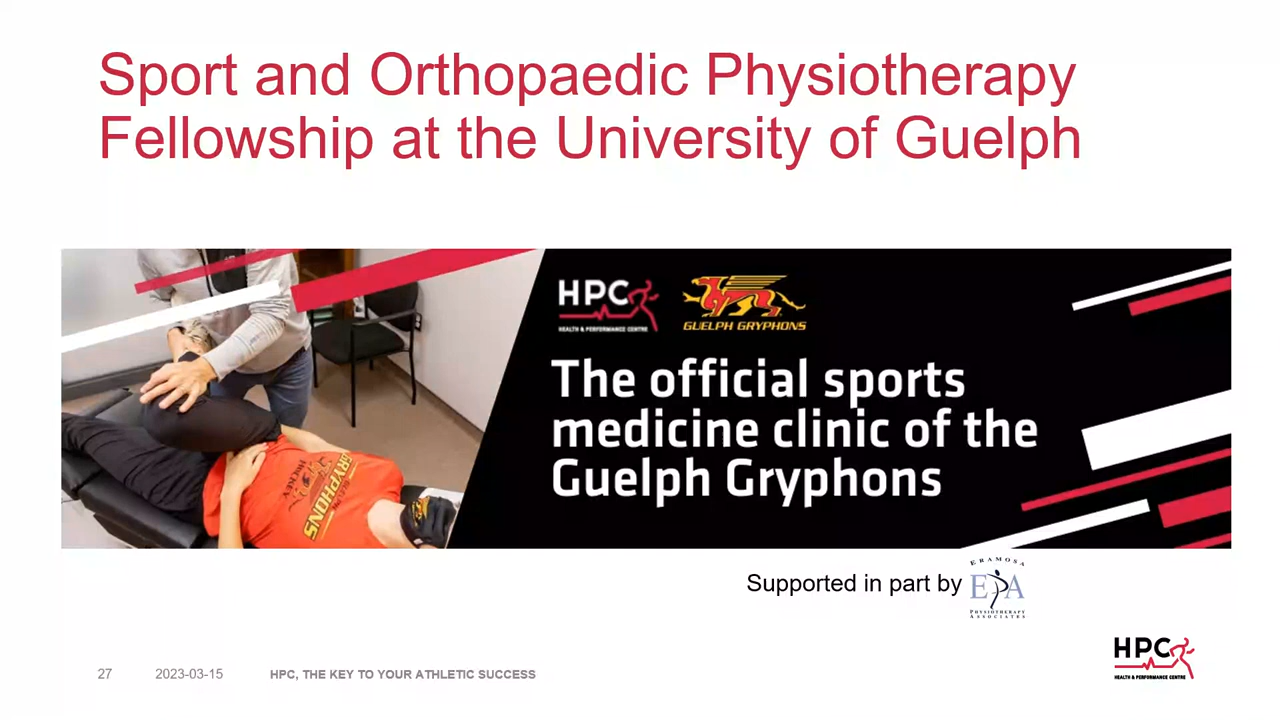 Sport and Orthopaedic Physiotherapy
Fellowship at the University of Guelph
HPC
HEALTH & PERFORMANCE CENTRE
GUELPH GRYPHONS
The official sports
medicine clinic of the
Guelph Gryphons
GRYPHONS
HOCKEY
Supported in part by
ERAMOSA
EPA
PHYSIOTHERAPY
ASSOCIATES
HPC
HEALTH & PERFORMANCE CENTRE
27 2023-03-15 HPC, THE KEY TO YOUR ATHLETIC SUCCESS